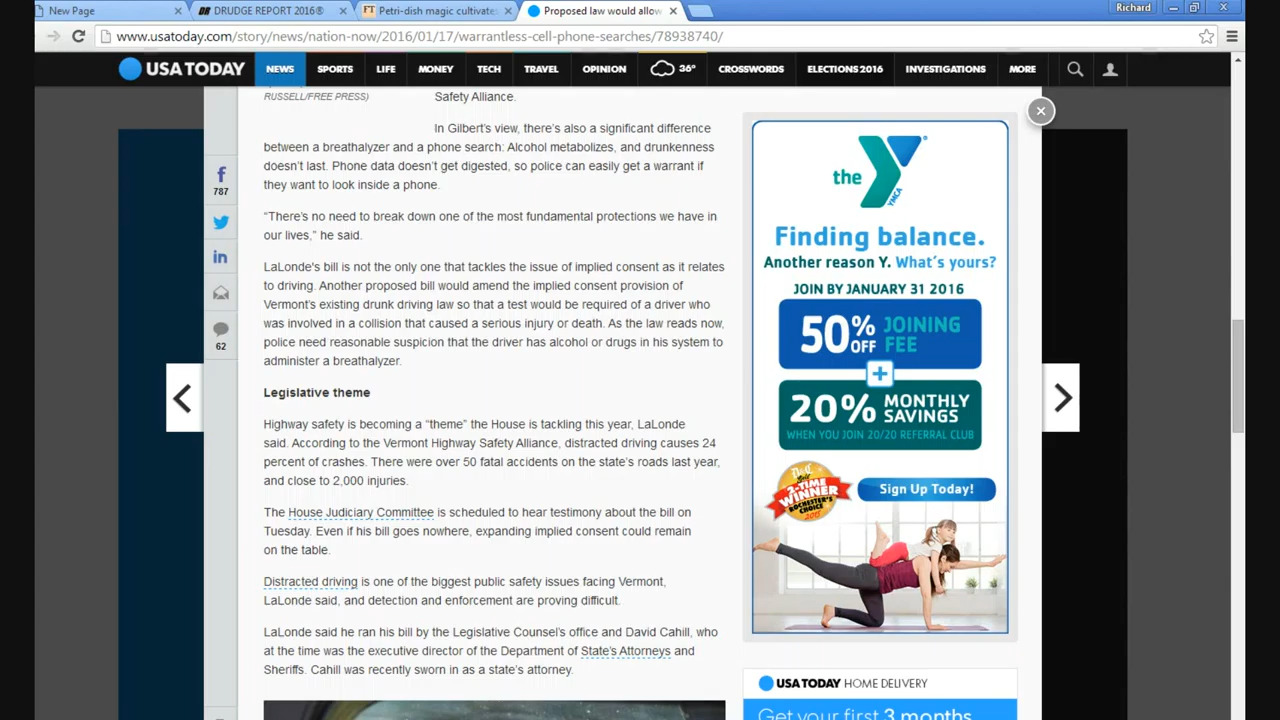 New Page
DRUDGE REPORT 2016®
Petri-dish magic cultivate
Proposed law would allow
Richard
www.usatoday.com/story/news/nation-now/2016/01/17/warrantless-cell-phone-searches/78938740/
USA TODAY
NEWS
SPORTS
LIFE
MONEY
TECH
TRAVEL
OPINION
36°
CROSSWORDS
ELECTIONS 2016
INVESTIGATIONS
MORE
RUSSELL/FREE PRESS)
Safety Alliance.
In Gilbert's view, there's also a significant difference
between a breathalyzer and a phone search: Alcohol metabolizes, and drunkenness
doesn't last. Phone data doesn't get digested, so police can easily get a warrant if
they want to look inside a phone.
“There's no need to break down one of the most fundamental protections we have in
our lives,” he said.
LaLonde's bill is not the only one that tackles the issue of implied consent as it relates
to driving. Another proposed bill would amend the implied consent provision of
Vermont's existing drunk driving law so that a test would be required of a driver who
was involved in a collision that caused a serious injury or death. As the law reads now,
police need reasonable suspicion that the driver has alcohol or drugs in his system to
administer a breathalyzer.
Legislative theme
Highway safety is becoming a “theme” the House is tackling this year, LaLonde
said. According to the Vermont Highway Safety Alliance, distracted driving causes 24
percent of crashes. There were over 50 fatal accidents on the state's roads last year,
and close to 2,000 injuries.
The House Judiciary Committee is scheduled to hear testimony about the bill on
Tuesday. Even if his bill goes nowhere, expanding implied consent could remain
on the table.
Distracted driving is one of the biggest public safety issues facing Vermont,
LaLonde said, and detection and enforcement are proving difficult.
LaLonde said he ran his bill by the Legislative Counsel's office and David Cahill, who
at the time was the executive director of the Department of State's Attorneys and
Sheriffs. Cahill was recently sworn in as a state's attorney.
787
62
the
YMCA
Finding balance.
Another reason Y. What's yours?
JOIN BY JANUARY 31 2016
50% OFF JOINING FEE
+
20% MONTHLY SAVINGS
WHEN YOU JOIN 20/20 REFERRAL CLUB
2-TIME
WINNER
ROCHESTER'S
CHOICE
2015
Sign Up Today!
USA TODAY HOME DELIVERY
Get your first 3 months